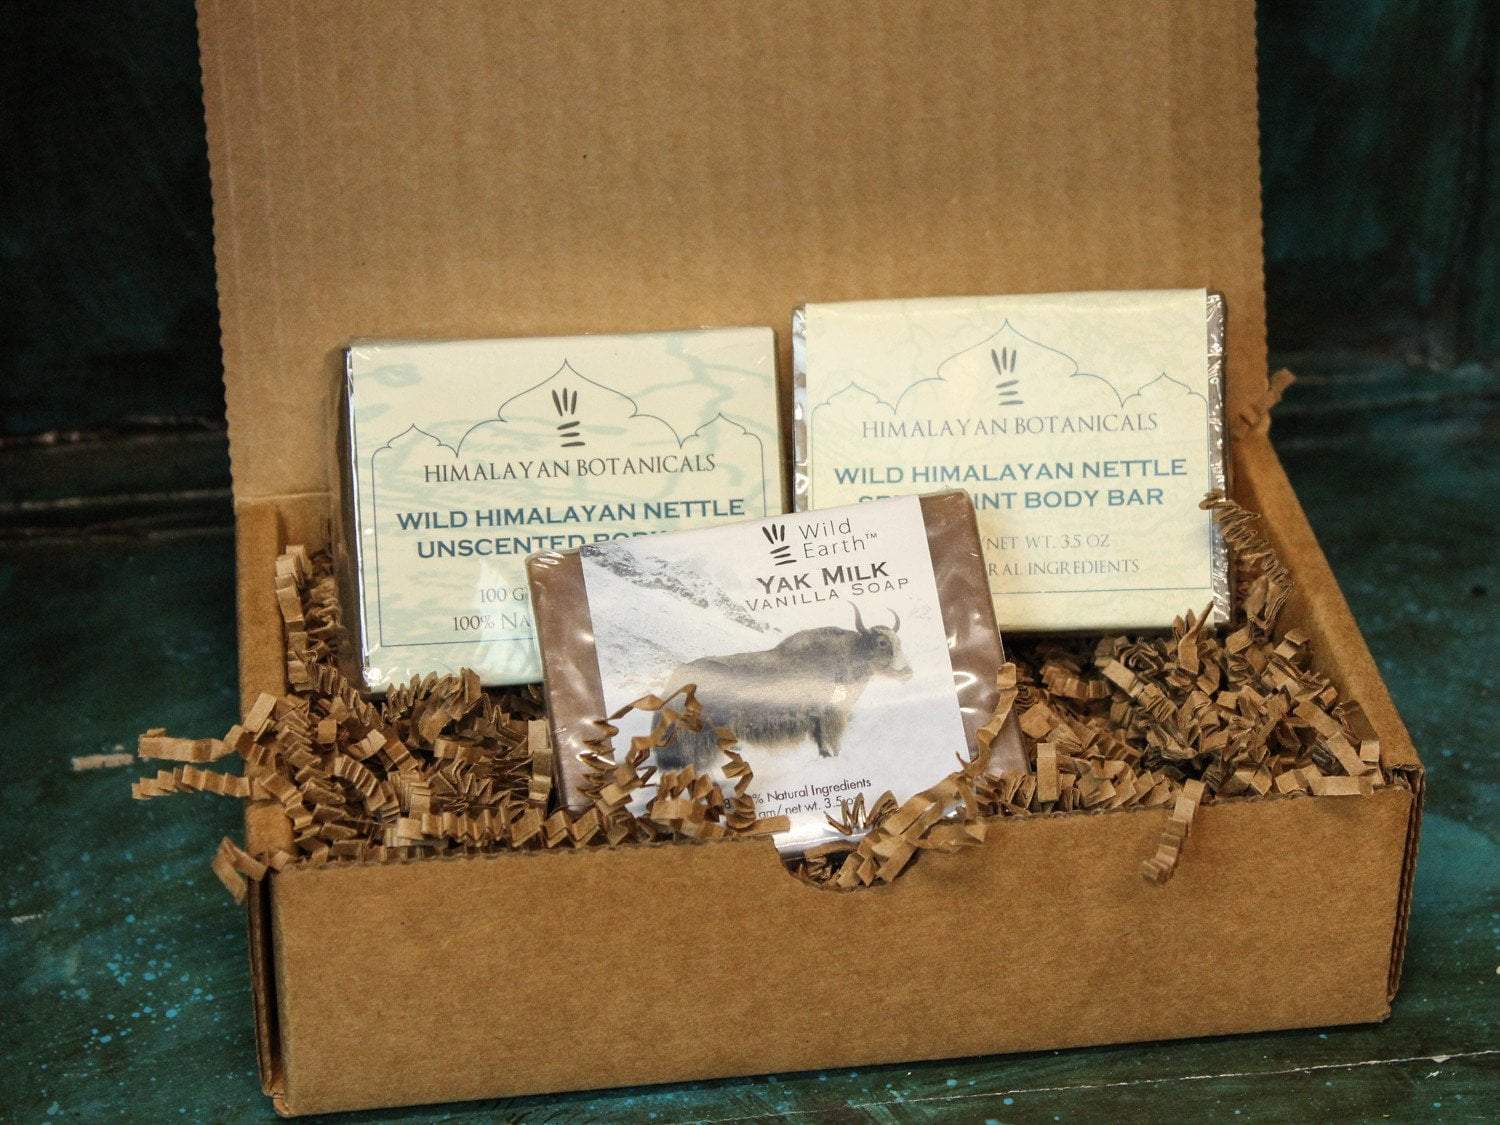 HIMALAYAN BOTANICALS
WILD HIMALAYAN NETTLE
UNSCENTED
100 G
100%
HIMALAYAN BOTANICALS
WILD HIMALAYAN NETTLE
BODY BAR
NET WT. 3.5 OZ
INGREDIENTS
Wild
Earth™
YAK MILK
VANILLA SOAP
Natural Ingredients
gm/ net wt. 3.5